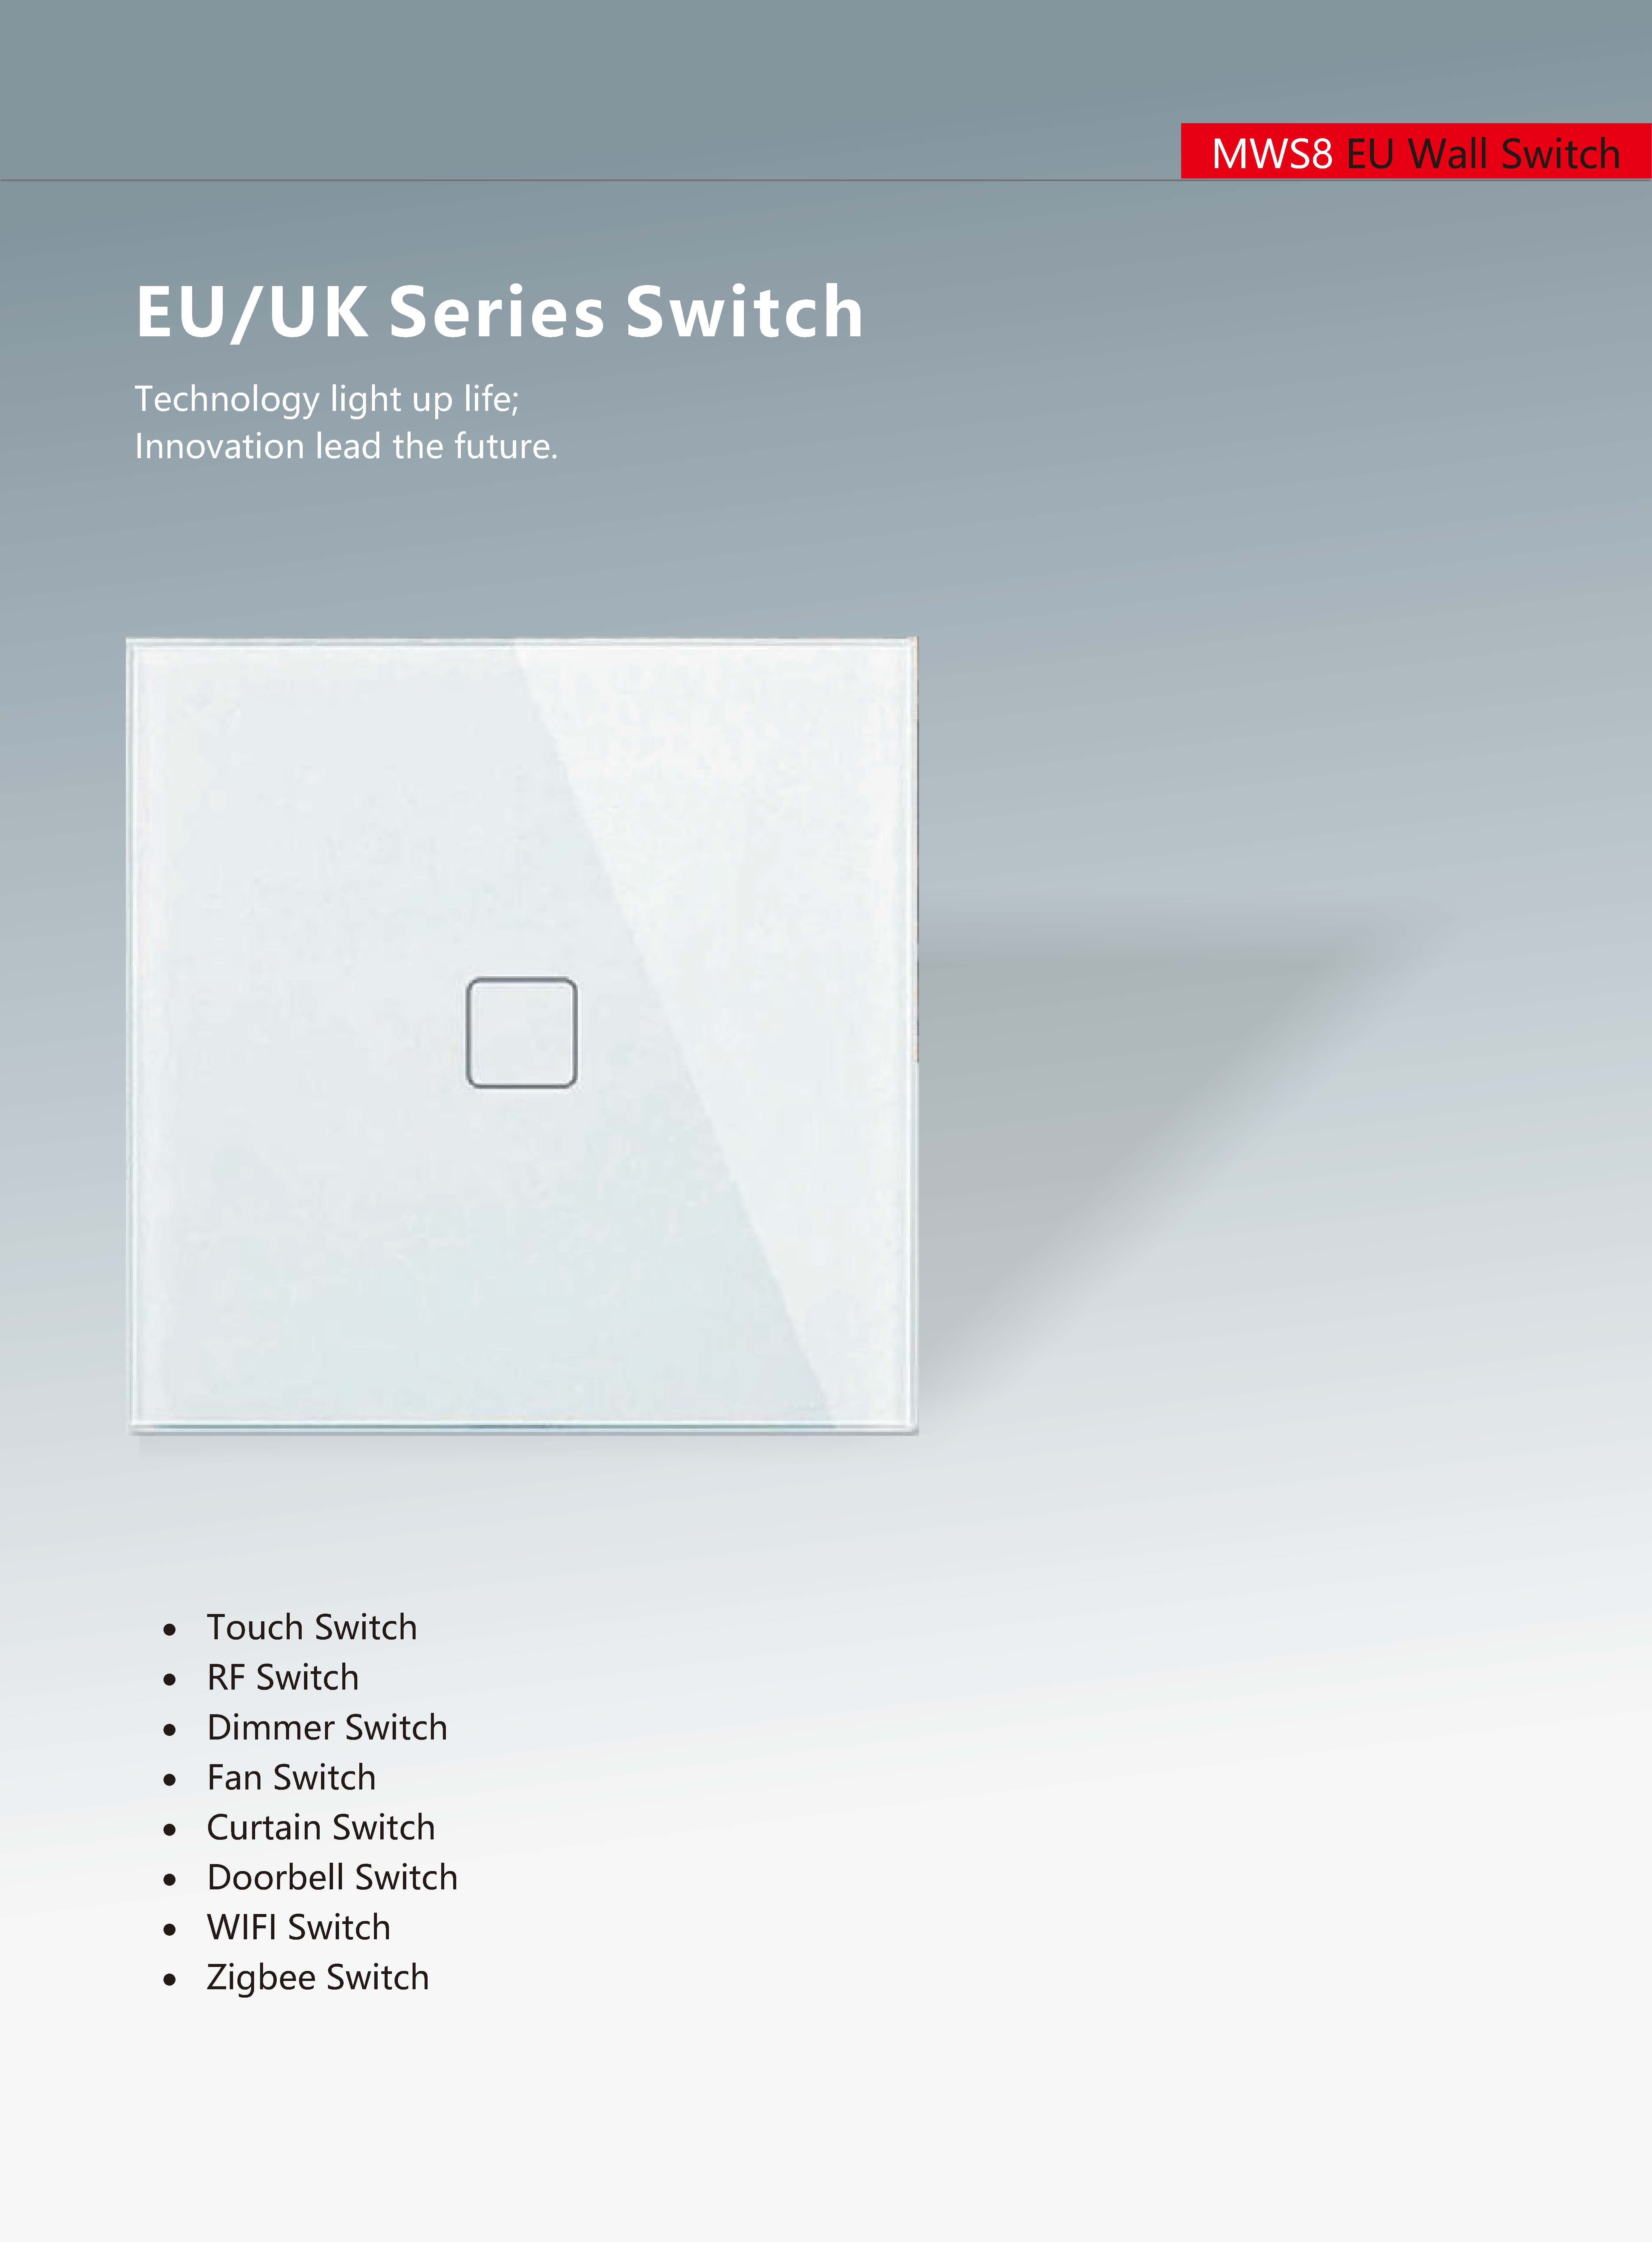 MWS8 EU Wall Switch
EU/UK Series Switch
Technology light up life;
Innovation lead the future.
• Touch Switch
• RF Switch
• Dimmer Switch
• Fan Switch
• Curtain Switch
• Doorbell Switch
• WIFI Switch
• Zigbee Switch